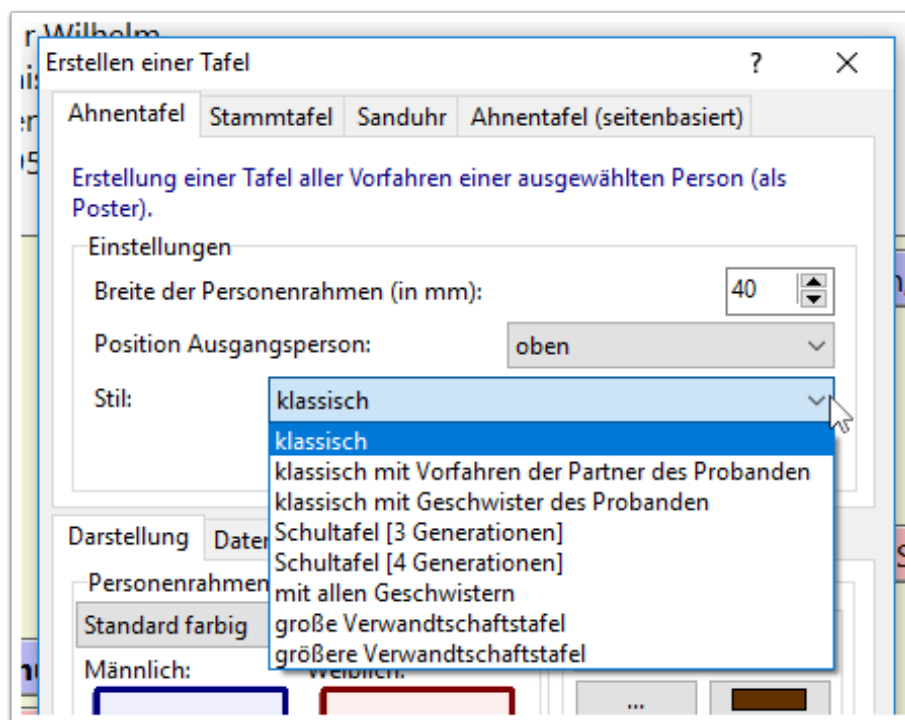 r Wilhelm
Erstellen einer Tafel ?
Ahnentafel Stammtafel Sanduhr Ahnentafel (seitenbasiert)
Erstellung einer Tafel aller Vorfahren einer ausgewählten Person (als
Poster).
Einstellungen
Breite der Personenrahmen (in mm): 40
Position Ausgangsperson: oben
Stil: klassisch
klassisch
klassisch mit Vorfahren der Partner des Probanden
klassisch mit Geschwister des Probanden
Schultafel [3 Generationen]
Schultafel [4 Generationen]
mit allen Geschwistern
große Verwandtschaftstafel
größere Verwandtschaftstafel
Darstellung Daten
Personenrahmen
Standard farbig
Männlich: Weiblich:
...